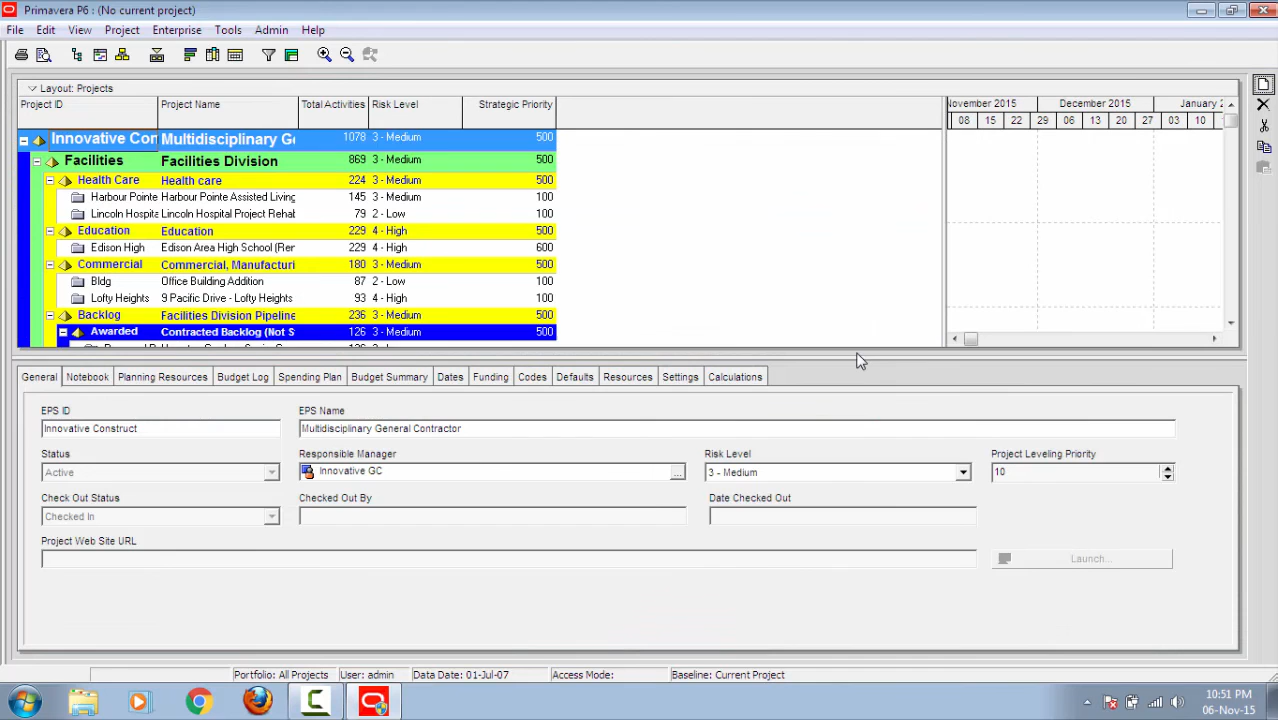 Primavera P6 : (No current project)
File Edit View Project Enterprise Tools Admin Help
Layout: Projects
Project ID Project Name Total Activities Risk Level Strategic Priority
November 2015 December 2015 January 2
08 15 22 29 06 13 20 27 03 10
Innovative Con Multidisciplinary Ge 1078 3 - Medium 500
Facilities Facilities Division 869 3 - Medium 500
Health Care Health care 224 3 - Medium 500
Harbour Pointe Harbour Pointe Assisted Living 145 3 - Medium 100
Lincoln Hospita Lincoln Hospital Project Rehab 79 2 - Low 100
Education Education 229 4 - High 500
Edison High Edison Area High School (Ren 229 4 - High 600
Commercial Commercial, Manufacturi 180 3 - Medium 500
Bldg Office Building Addition 87 2 - Low 100
Lofty Heights 9 Pacific Drive - Lofty Heights 93 4 - High 100
Backlog Facilities Division Pipeline 236 3 - Medium 500
Awarded Contracted Backlog (Not S 126 3 - Medium 500
General Notebook Planning Resources Budget Log Spending Plan Budget Summary Dates Funding Codes Defaults Resources Settings Calculations
EPS ID EPS Name
Innovative Construct Multidisciplinary General Contractor
Status Responsible Manager Risk Level Project Leveling Priority
Active Innovative GC ... 3 - Medium 10
Check Out Status Checked Out By Date Checked Out
Checked In
Project Web Site URL
Launch...
Portfolio: All Projects User: admin Data Date: 01-Jul-07 Access Mode: Baseline: Current Project
10:51 PM
06-Nov-15